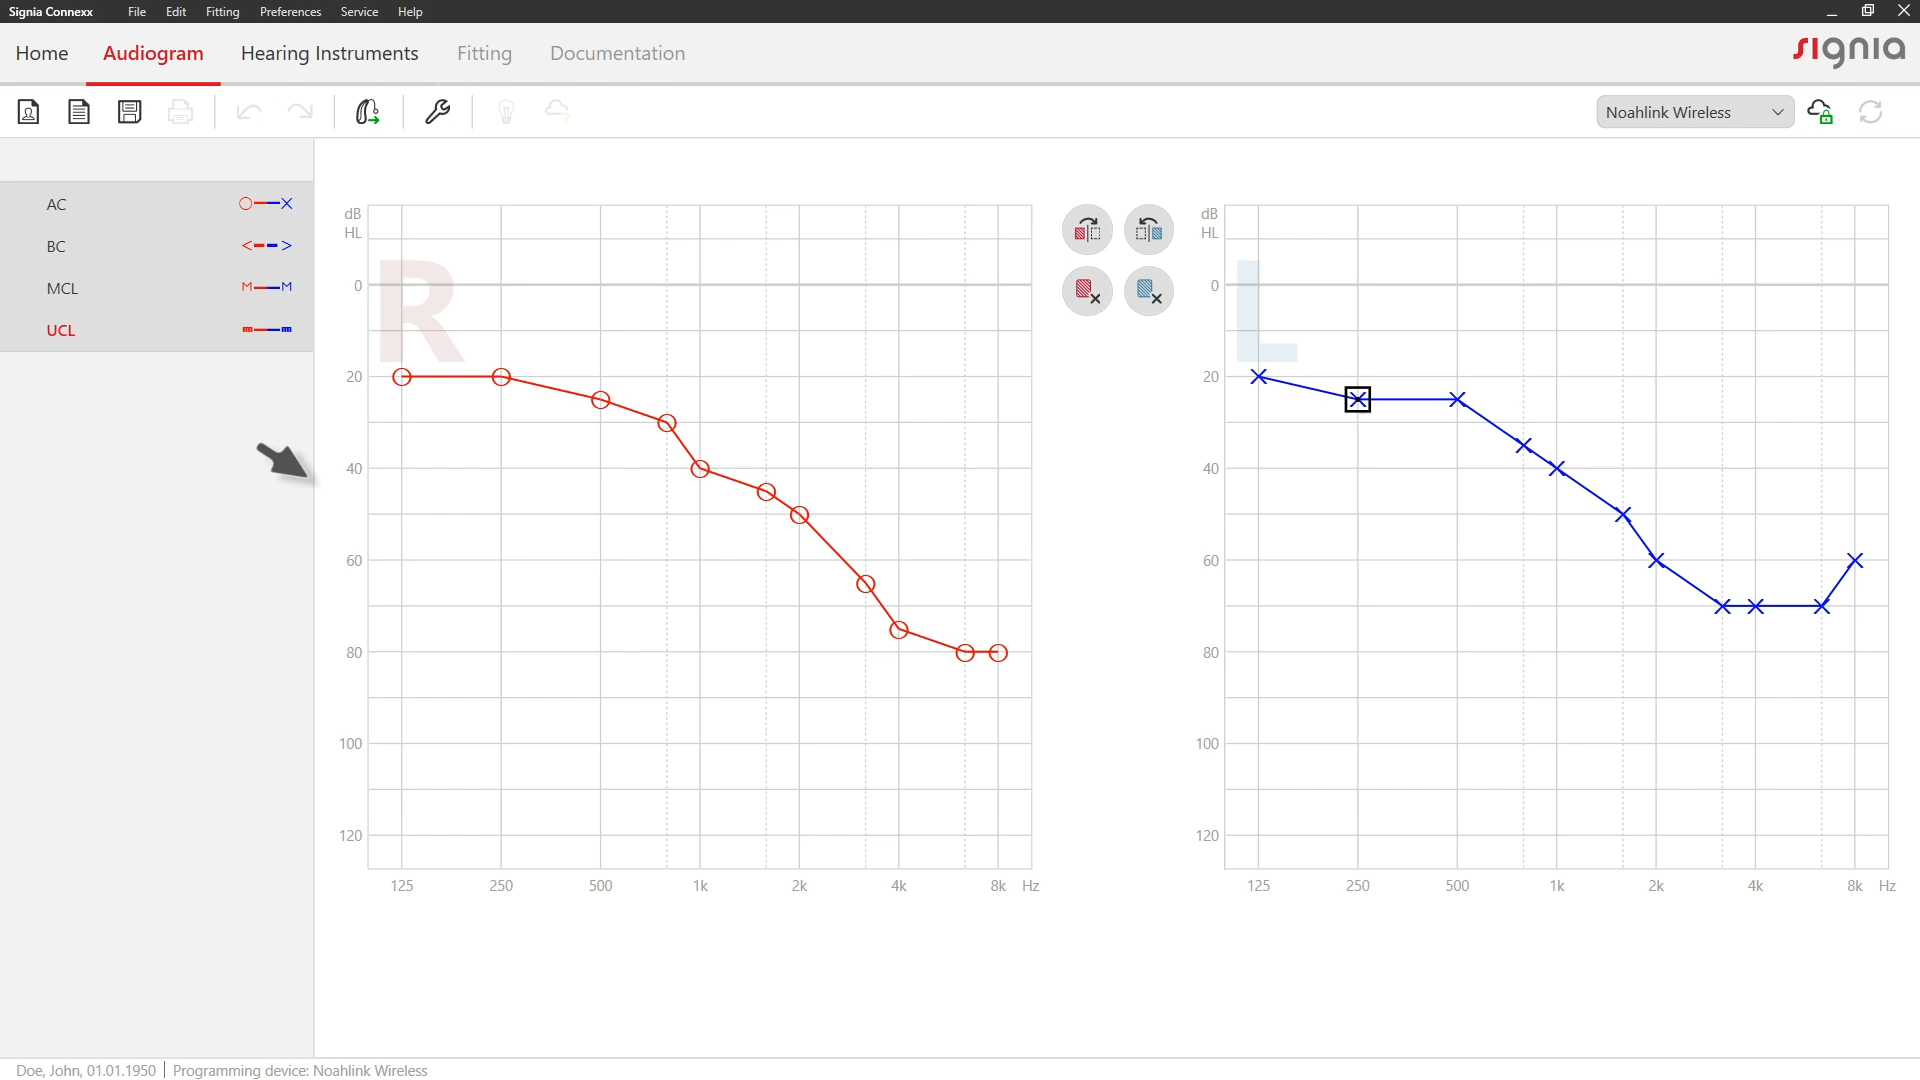 Signia Connexx File Edit Fitting Preferences Service Help
Home Audiogram Hearing Instruments Fitting Documentation
signia
Noahlink Wireless
AC
BC
MCL M M
UCL m m
dB
HL
R
0
20
40
60
80
100
120
125 250 500 1k 2k 4k 8k Hz
dB
HL
L
0
20
40
60
80
100
120
125 250 500 1k 2k 4k 8k Hz
Doe, John, 01.01.1950 Programming device: Noahlink Wireless